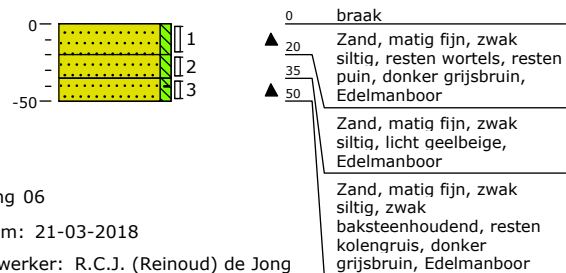 0
-50
1
2
3
0 braak
20
35
50
Zand, matig fijn, zwak
siltig, resten wortels, resten
puin, donker grijsbruin,
Edelmanboor
Zand, matig fijn, zwak
siltig, licht geelbeige,
Edelmanboor
Zand, matig fijn, zwak
siltig, zwak
baksteenhoudend, resten
kolengruis, donker
grijsbruin, Edelmanboor
06
21-03-2018
R.C.J. (Reinoud) de Jong